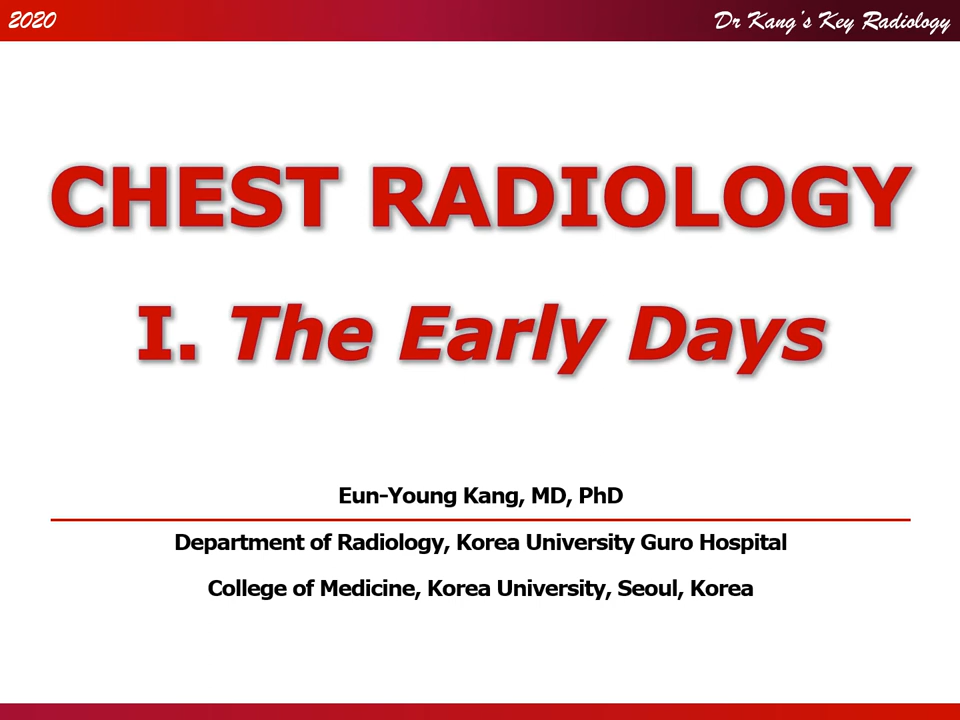 2020
Dr Kang's Key Radiology
CHEST RADIOLOGY
I. The Early Days
Eun-Young Kang, MD, PhD
Department of Radiology, Korea University Guro Hospital
College of Medicine, Korea University, Seoul, Korea